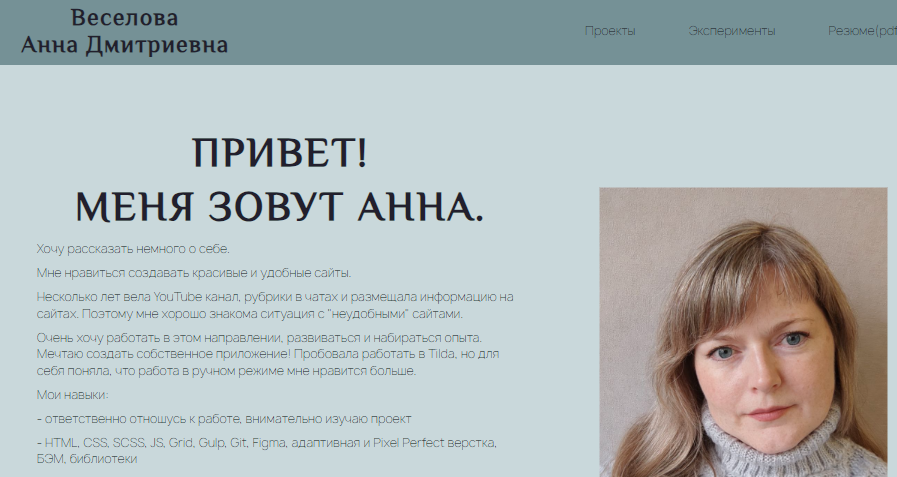 Веселова
Анна Дмитриевна
Проекты
Эксперименты
Резюме(pdf
ПРИВЕТ!
МЕНЯ ЗОВУТ АННА.
Хочу рассказать немного о себе.
Мне нравиться создавать красивые и удобные сайты.
Несколько лет вела YouTube канал, рубрики в чатах и размещала информацию на
сайтах. Поэтому мне хорошо знакома ситуация с "неудобными" сайтами.
Очень хочу работать в этом направлении, развиваться и набираться опыта.
Мечтаю создать собственное приложение! Пробовала работать в Tilda, но для
себя поняла, что работа в ручном режиме мне нравится больше.
Мои навыки:
- ответственно отношусь к работе, внимательно изучаю проект
- HTML, CSS, SCSS, JS, Grid, Gulp, Git, Figma, адаптивная и Pixel Perfect верстка,
БЭМ, библиотеки